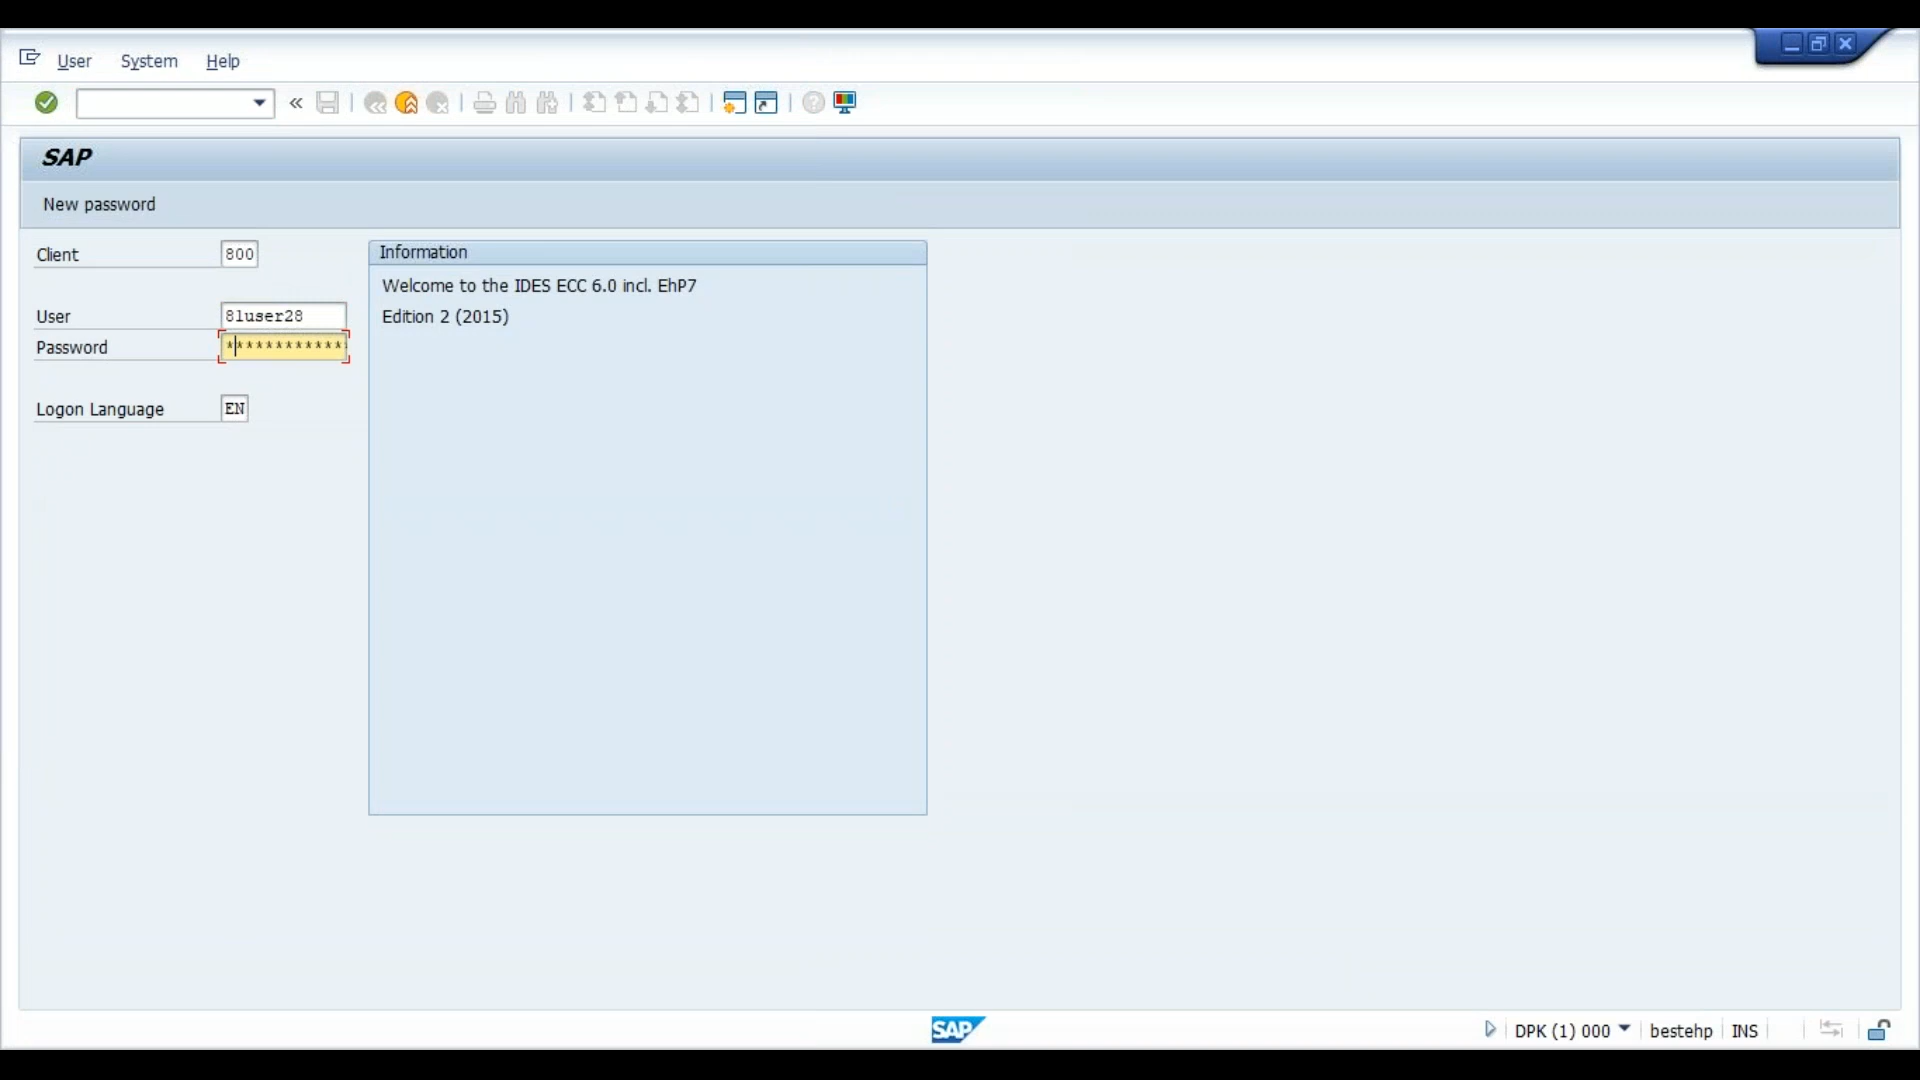 User System Help
SAP
New password
Client 800
User 81user28
Password *************
Logon Language EN
Information
Welcome to the IDES ECC 6.0 incl. EhP7
Edition 2 (2015)
SAP
DPK (1) 000 bestehp INS